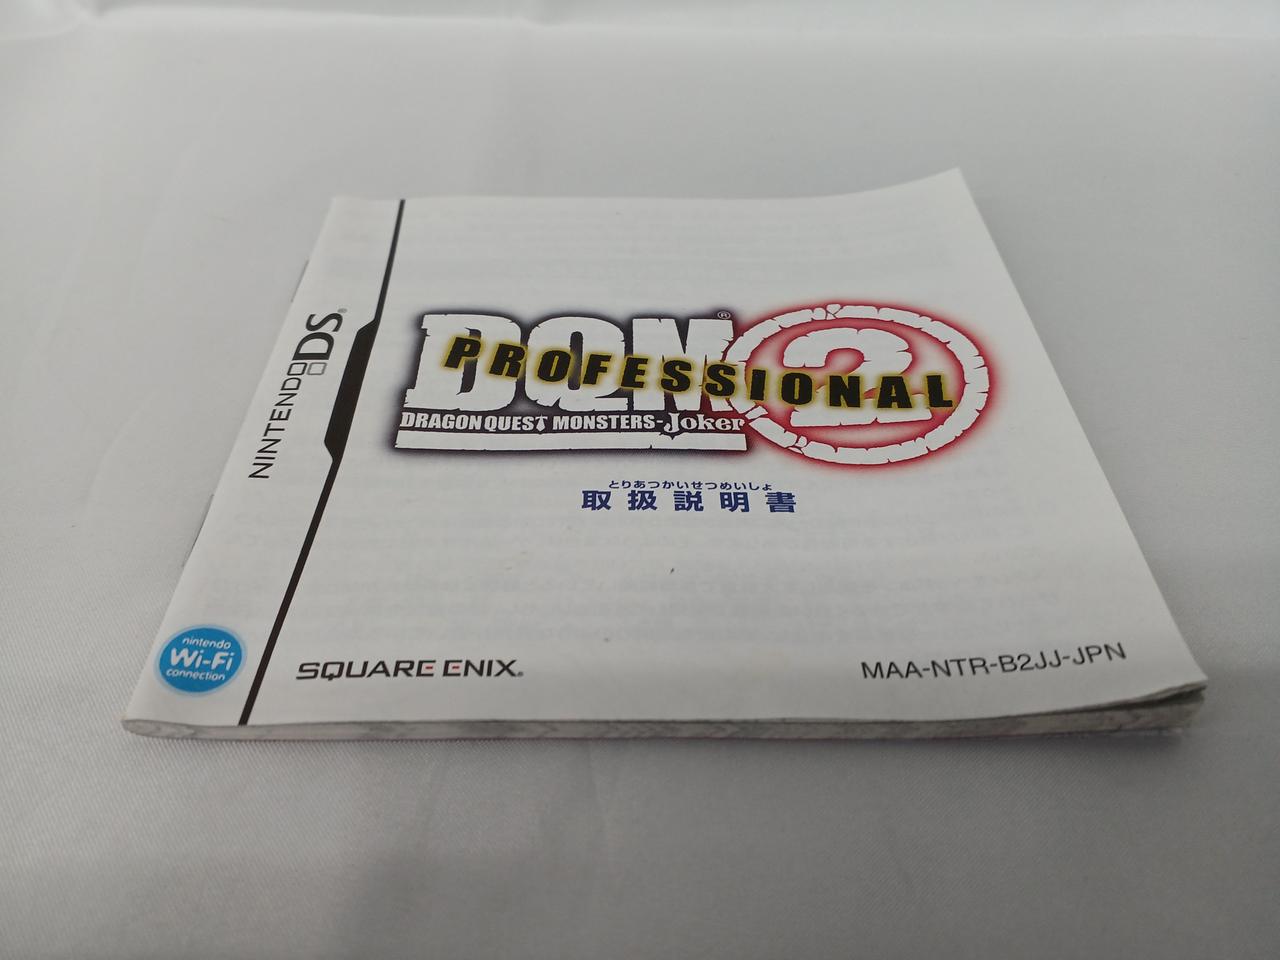 NINTENDO DS®
DQM®
2
PROFESSIONAL
DRAGON QUEST MONSTERS-Joker
とりあつかいせつめいしょ
取扱説明書
nintendo
Wi-Fi
connection
SQUARE ENIX®
MAA-NTR-B2JJ-JPN